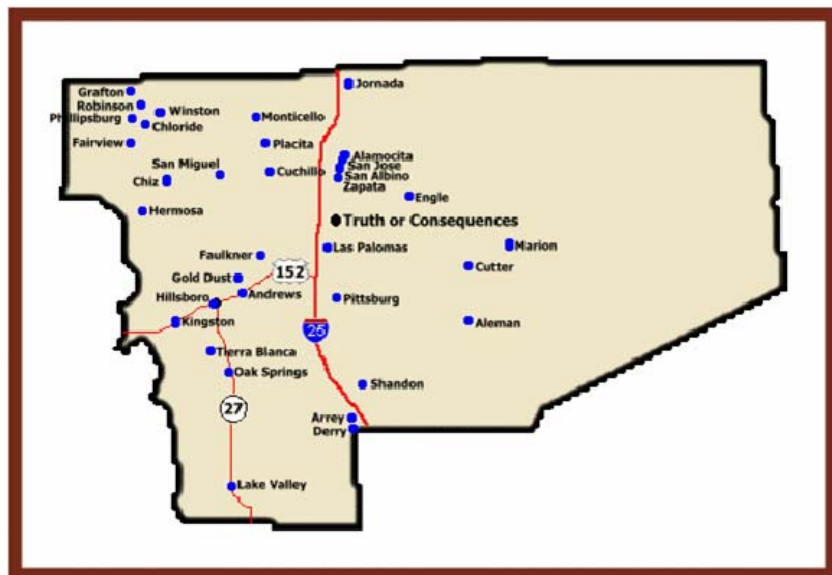 Jornada
Grafton
Robinson
Winston
Phillipsburg
Chloride
Monticello
Fairview
Placita
Alamocita
San Miguel
San Jose
Cuchillo
San Albino
Chiz
Zapata
Engle
Hermosa
Truth or Consequences
Las Palomas
Marion
Faulkner
Cutter
152
Gold Dust
Andrews
Hillsboro
Pittsburg
Kingston
25
Aleman
Tierra Blanca
Oak Springs
Shandon
27
Arrey
Derry
Lake Valley